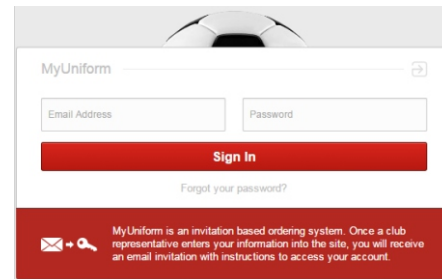 MyUniform
Email Address
Password
Sign In
Forgot your password?
MyUniform is an invitation based ordering system. Once a club
representative enters your information into the site, you will receive
an email invitation with instructions to access your account.